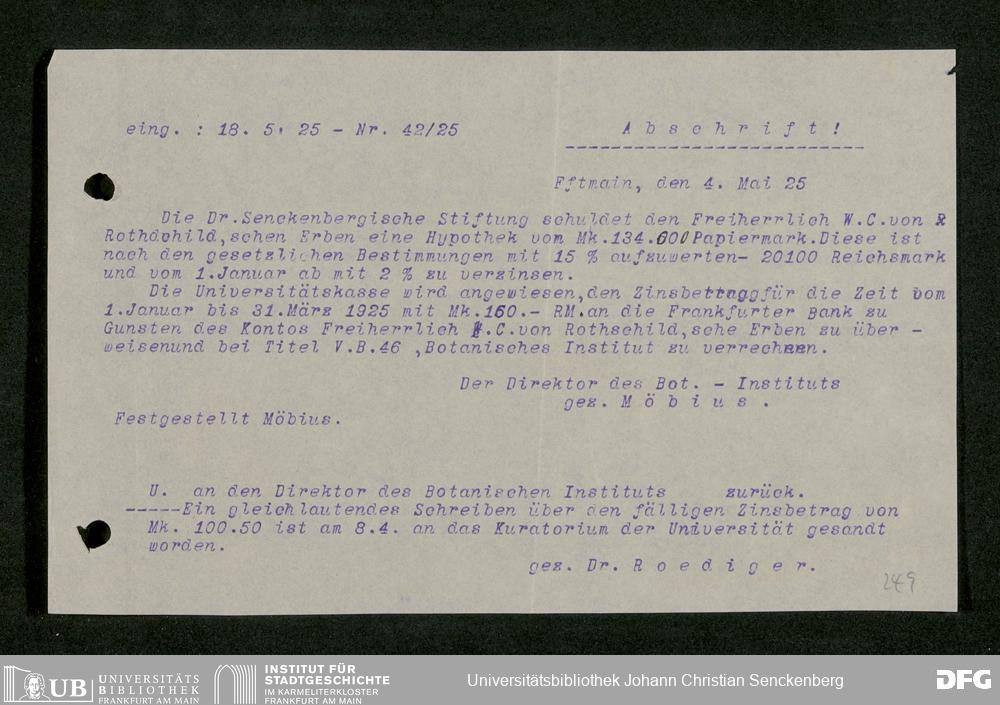 eing. : 18. 5. 25 - Nr. 42/25
A b s c h r i f t !
Fftmain, den 4. Mai 25
Die Dr.Senckenbergische Stiftung schuldet den Freiherrlich W.C.von R
Rothdchild,schen Erben eine Hypothek vom Mk.134.600 Papiermark.Diese ist
nach den gesetzlichen Bestimmungen mit 15 % aufzuwerten- 20100 Reichsmark
und vom 1.Januar ab mit 2 % zu verzinsen.
Die Universitätskasse wird angewiesen,den Zinsbetragg für die Zeit vom
1.Januar bis 31.März 1925 mit Mk.160.- RM.an die Frankfurter Bank zu
Gunsten des Kontos Freiherrlich W.C.von Rothschild,sche Erben zu über -
weisenund bei Titel V.B.46 ,Botanisches Institut zu verrechnen.
Der Direktor des Bot. - Instituts
gez. M ö b i u s .
Festgestellt Möbius.
U. an den Direktor des Botanischen Instituts zurück.
-----Ein gleichlautendes Schreiben über den fälligen Zinsbetrag von
Mk. 100.50 ist am 8.4. an das Kuratorium der Universität gesandt
worden.
gez. Dr. R o e d i g e r.
249
UB UNIVERSITÄTS
BIBLIOTHEK
FRANKFURT AM MAIN
INSTITUT FÜR
STADTGESCHICHTE
IM KARMELITERKLOSTER
FRANKFURT AM MAIN
Universitätsbibliothek Johann Christian Senckenberg
DFG